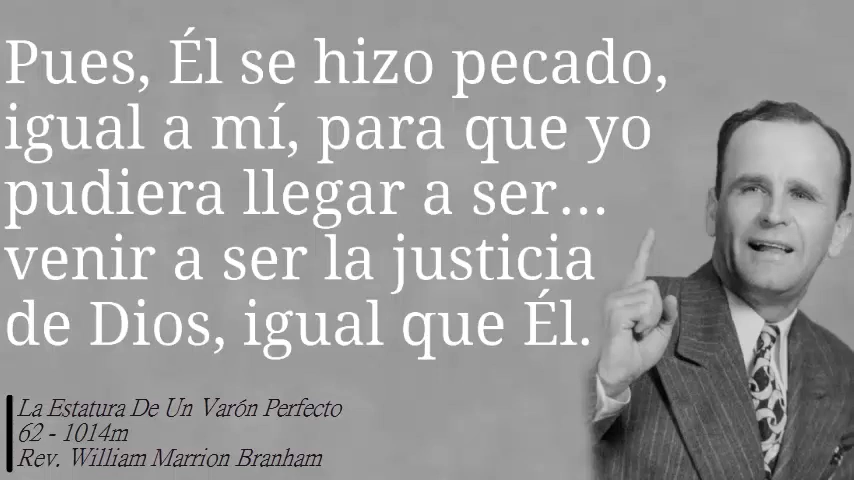 Pues, Él se hizo pecado,
igual a mí, para que yo
pudiera llegar a ser...
venir a ser la justicia
de Dios, igual que Él.
La Estatura De Un Varón Perfecto
62 - 1014m
Rev. William Marrion Branham